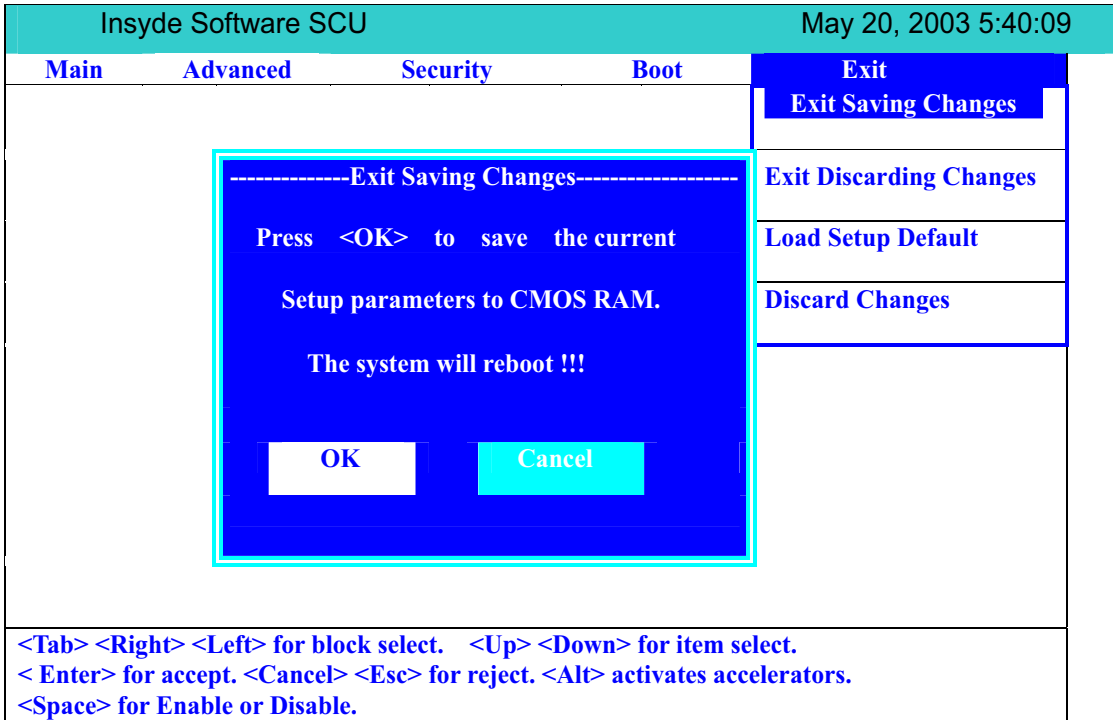 Insyde Software SCU May 20, 2003 5:40:09
Main Advanced Security Boot Exit
Exit Saving Changes
Exit Discarding Changes
Load Setup Default
Discard Changes
--------------Exit Saving Changes-------------------
Press <OK> to save the current
Setup parameters to CMOS RAM.
The system will reboot !!!
OK Cancel
<Tab> <Right> <Left> for block select. <Up> <Down> for item select.
< Enter> for accept. <Cancel> <Esc> for reject. <Alt> activates accelerators.
<Space> for Enable or Disable.